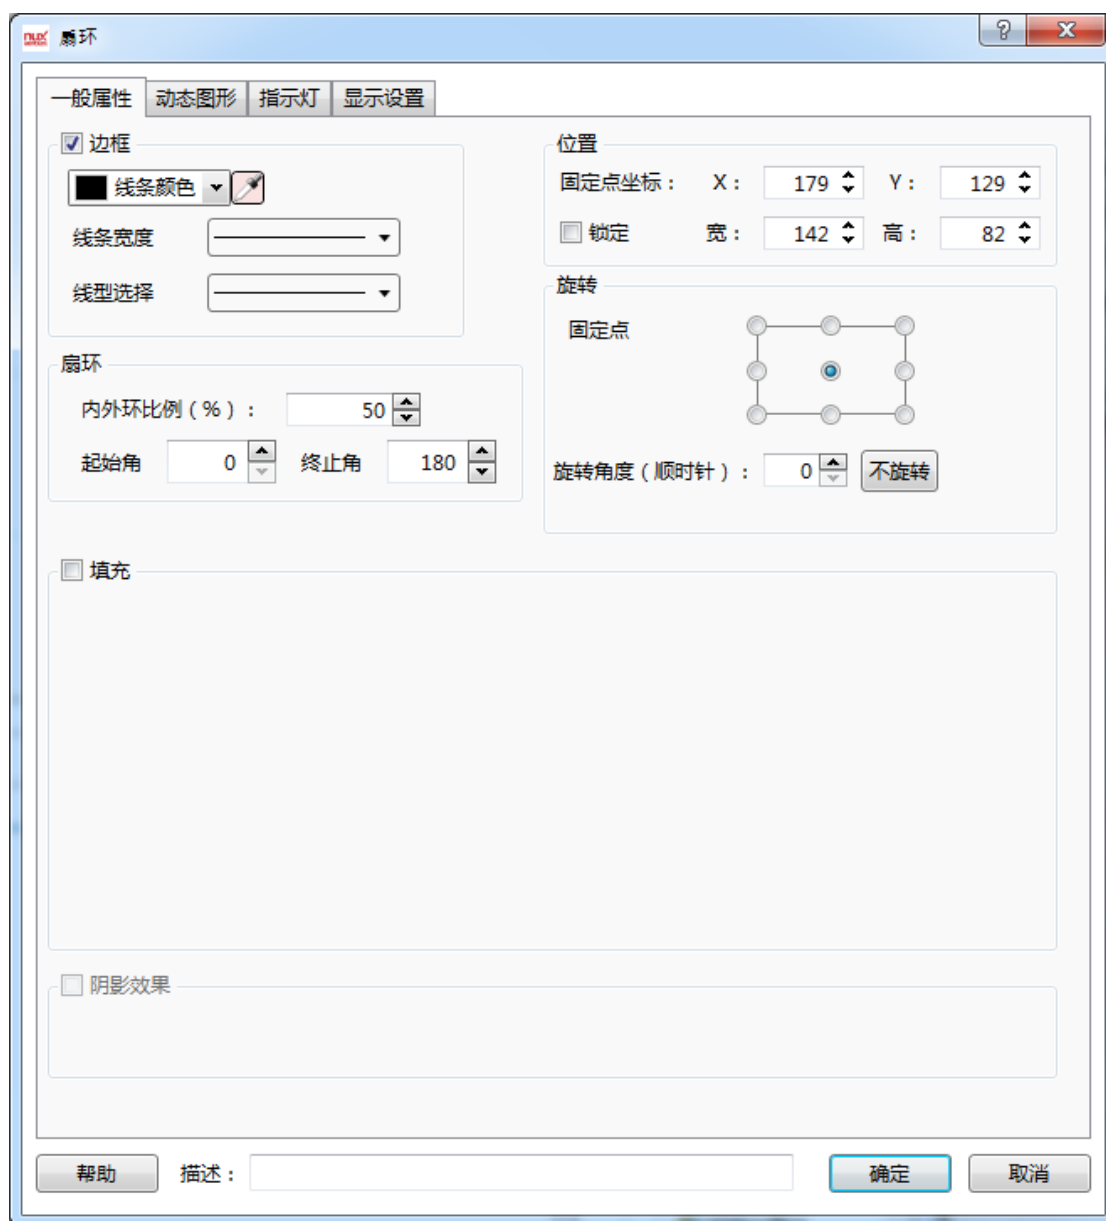 扇环
一般属性 动态图形 指示灯 显示设置
边框
线条颜色
线条宽度
线型选择
位置
固定点坐标： X： 179 Y： 129
锁定 宽： 142 高： 82
旋转
固定点
旋转角度（顺时针）： 0 不旋转
扇环
内外环比例（%）： 50
起始角 0 终止角 180
填充
阴影效果
帮助 描述： 确定 取消